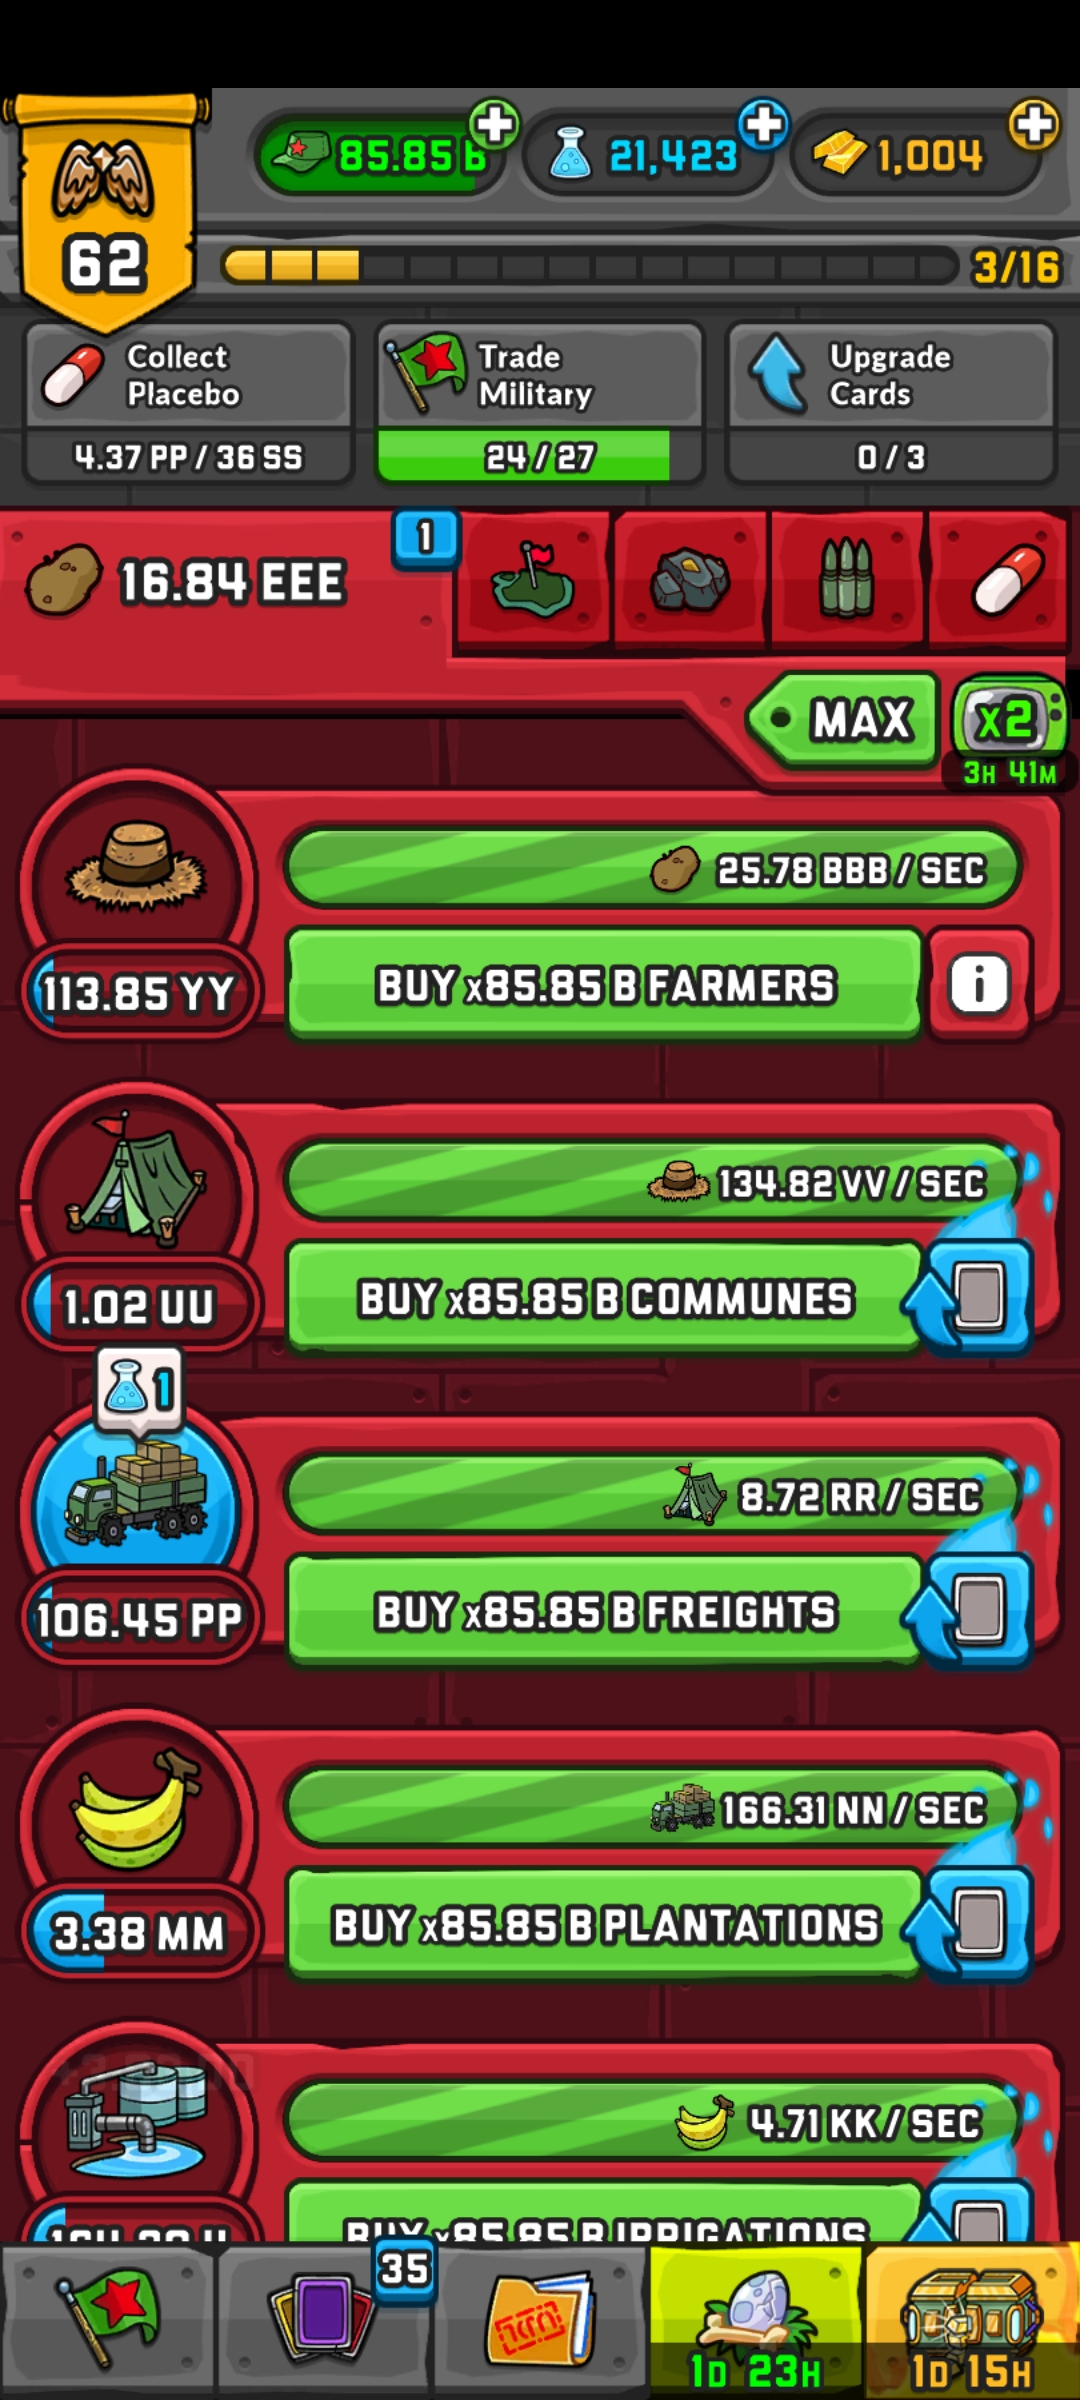 62
85.85 B
21,423
1,004
3/16
Collect
Placebo
4.37 PP / 36 SS
Trade
Military
24 / 27
Upgrade
Cards
0 / 3
16.84 EEE
1
MAX
x2
3H 41M
25.78 BBB / SEC
113.85 YY
BUY x85.85 B FARMERS
i
134.82 VV / SEC
1.02 UU
BUY x85.85 B COMMUNES
1
8.72 RR / SEC
106.45 PP
BUY x85.85 B FREIGHTS
166.31 NN / SEC
3.38 MM
BUY x85.85 B PLANTATIONS
4.71 KK / SEC
BUY x85.85 B IRRIGATIONS
35
1D 23H
1D 15H